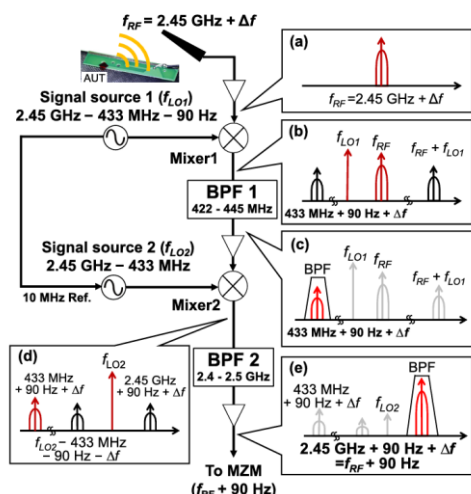 f_RF = 2.45 GHz + Δf
AUT
Signal source 1 (f_LO1)
2.45 GHz – 433 MHz – 90 Hz
Mixer1
BPF 1
422 - 445 MHz
Signal source 2 (f_LO2)
2.45 GHz – 433 MHz
10 MHz Ref.
Mixer2
BPF 2
2.4 - 2.5 GHz
To MZM
(f_RF + 90 Hz)
(a)
f_RF=2.45 GHz + Δf
(b)
f_LO1
f_RF
f_RF + f_LO1
433 MHz + 90 Hz + Δf
(c)
BPF
f_LO1
f_RF
f_RF + f_LO1
433 MHz + 90 Hz + Δf
(d)
f_LO2
433 MHz
+ 90 Hz + Δf
2.45 GHz
+ 90 Hz + Δf
f_LO2 – 433 MHz
– 90 Hz – Δf
(e)
BPF
433 MHz
+ 90 Hz + Δf
f_LO2
2.45 GHz + 90 Hz + Δf
=f_RF + 90 Hz